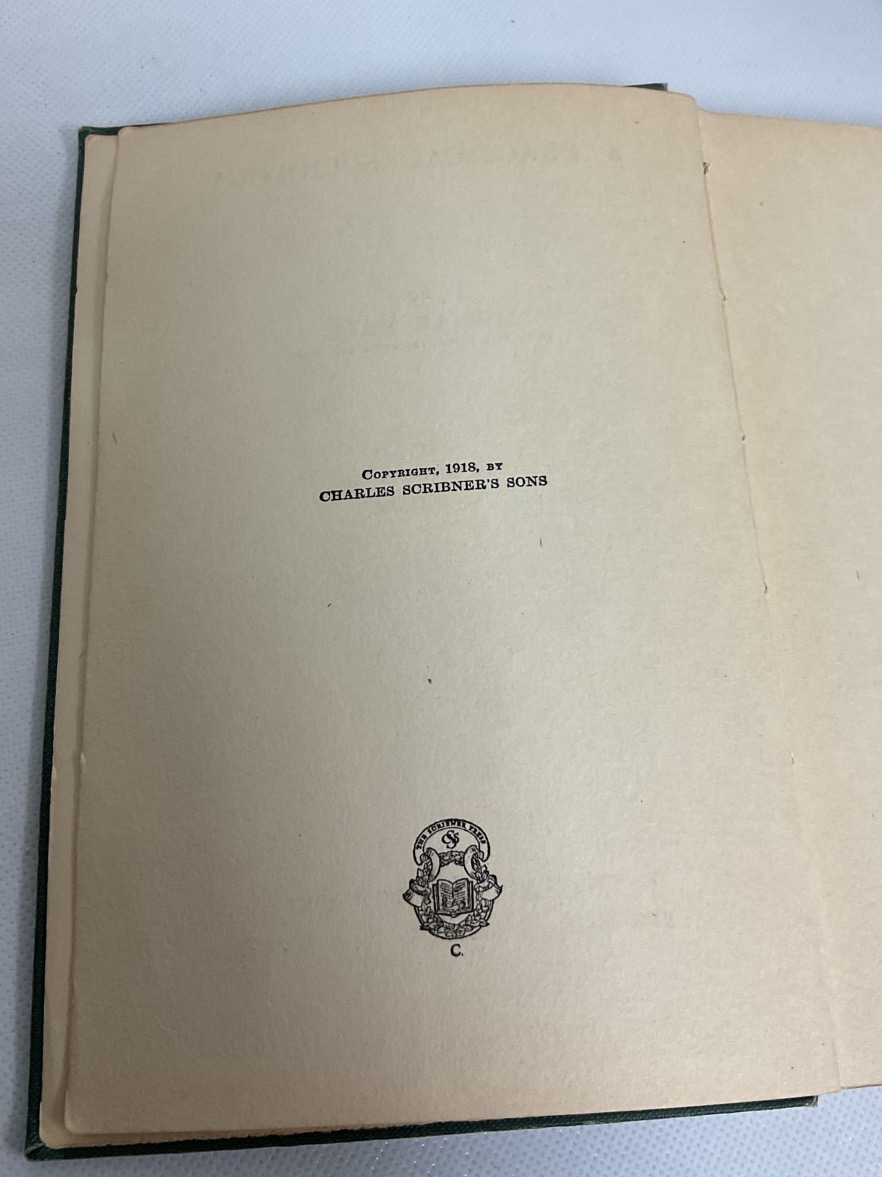 Copyright, 1918, by
CHARLES SCRIBNER'S SONS
THE SCRIBNER PRESS
C.